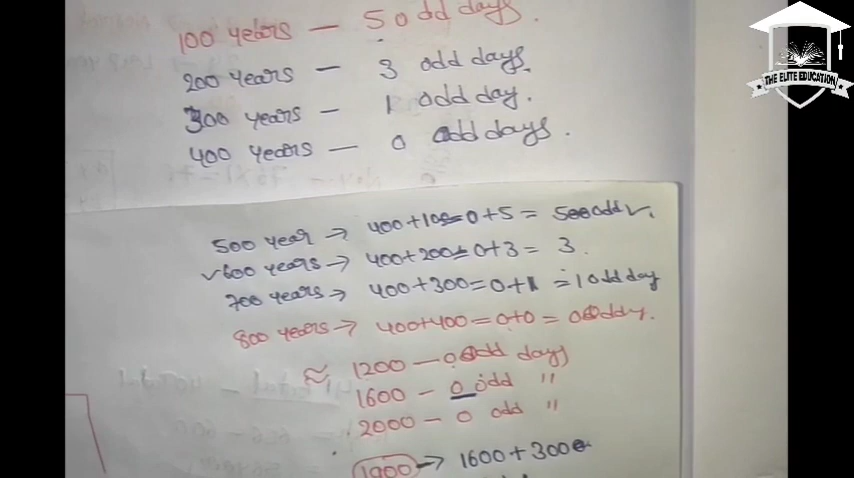 100 years — 5 odd days.
200 years — 3 odd days.
300 years — 1 odd day.
400 years — 0 odd days.
500 year → 400+100=0+5 = 5 odd
600 years → 400+200=0+3 = 3.
700 years → 400+300=0+1 = 1 odd day
800 years → 400+400=0+0 = 0 oddy.
≈ 1200 — 0 odd days
1600 — 0 odd "
2000 — 0 odd "
1900 → 1600+300
THE ELITE EDUCATION